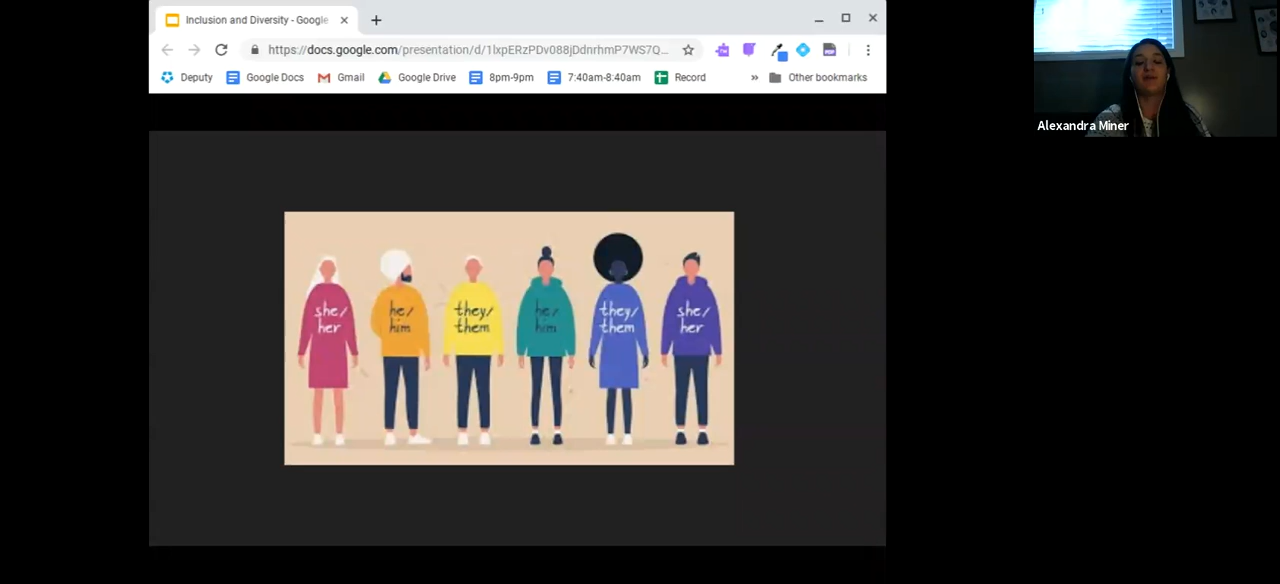 Inclusion and Diversity - Google
https://docs.google.com/presentation/d/1lxpERzPDv088jDdnrhmP7WS7Q...
Deputy
Google Docs
Gmail
Google Drive
8pm-9pm
7:40am-8:40am
Record
»
Other bookmarks
Alexandra Miner
she/
her
he/
him
they/
them
he/
him
they/
them
she/
her